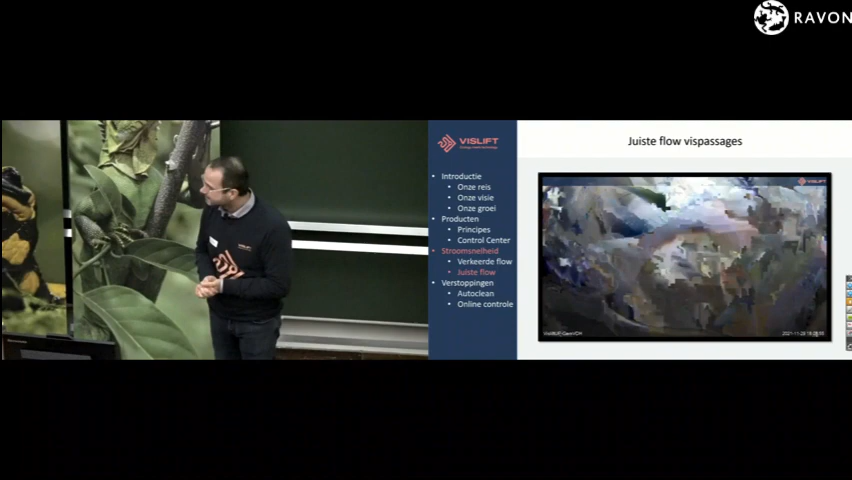 RAVON
VISLIFT
Juiste flow vispassages
• Introductie
• Onze reis
• Onze visie
• Onze groei
• Producten
• Principes
• Control Center
• Stroomsnelheid
• Verkeerde flow
• Juiste flow
• Verstoppingen
• Autoclean
• Online controle
VISLIFT